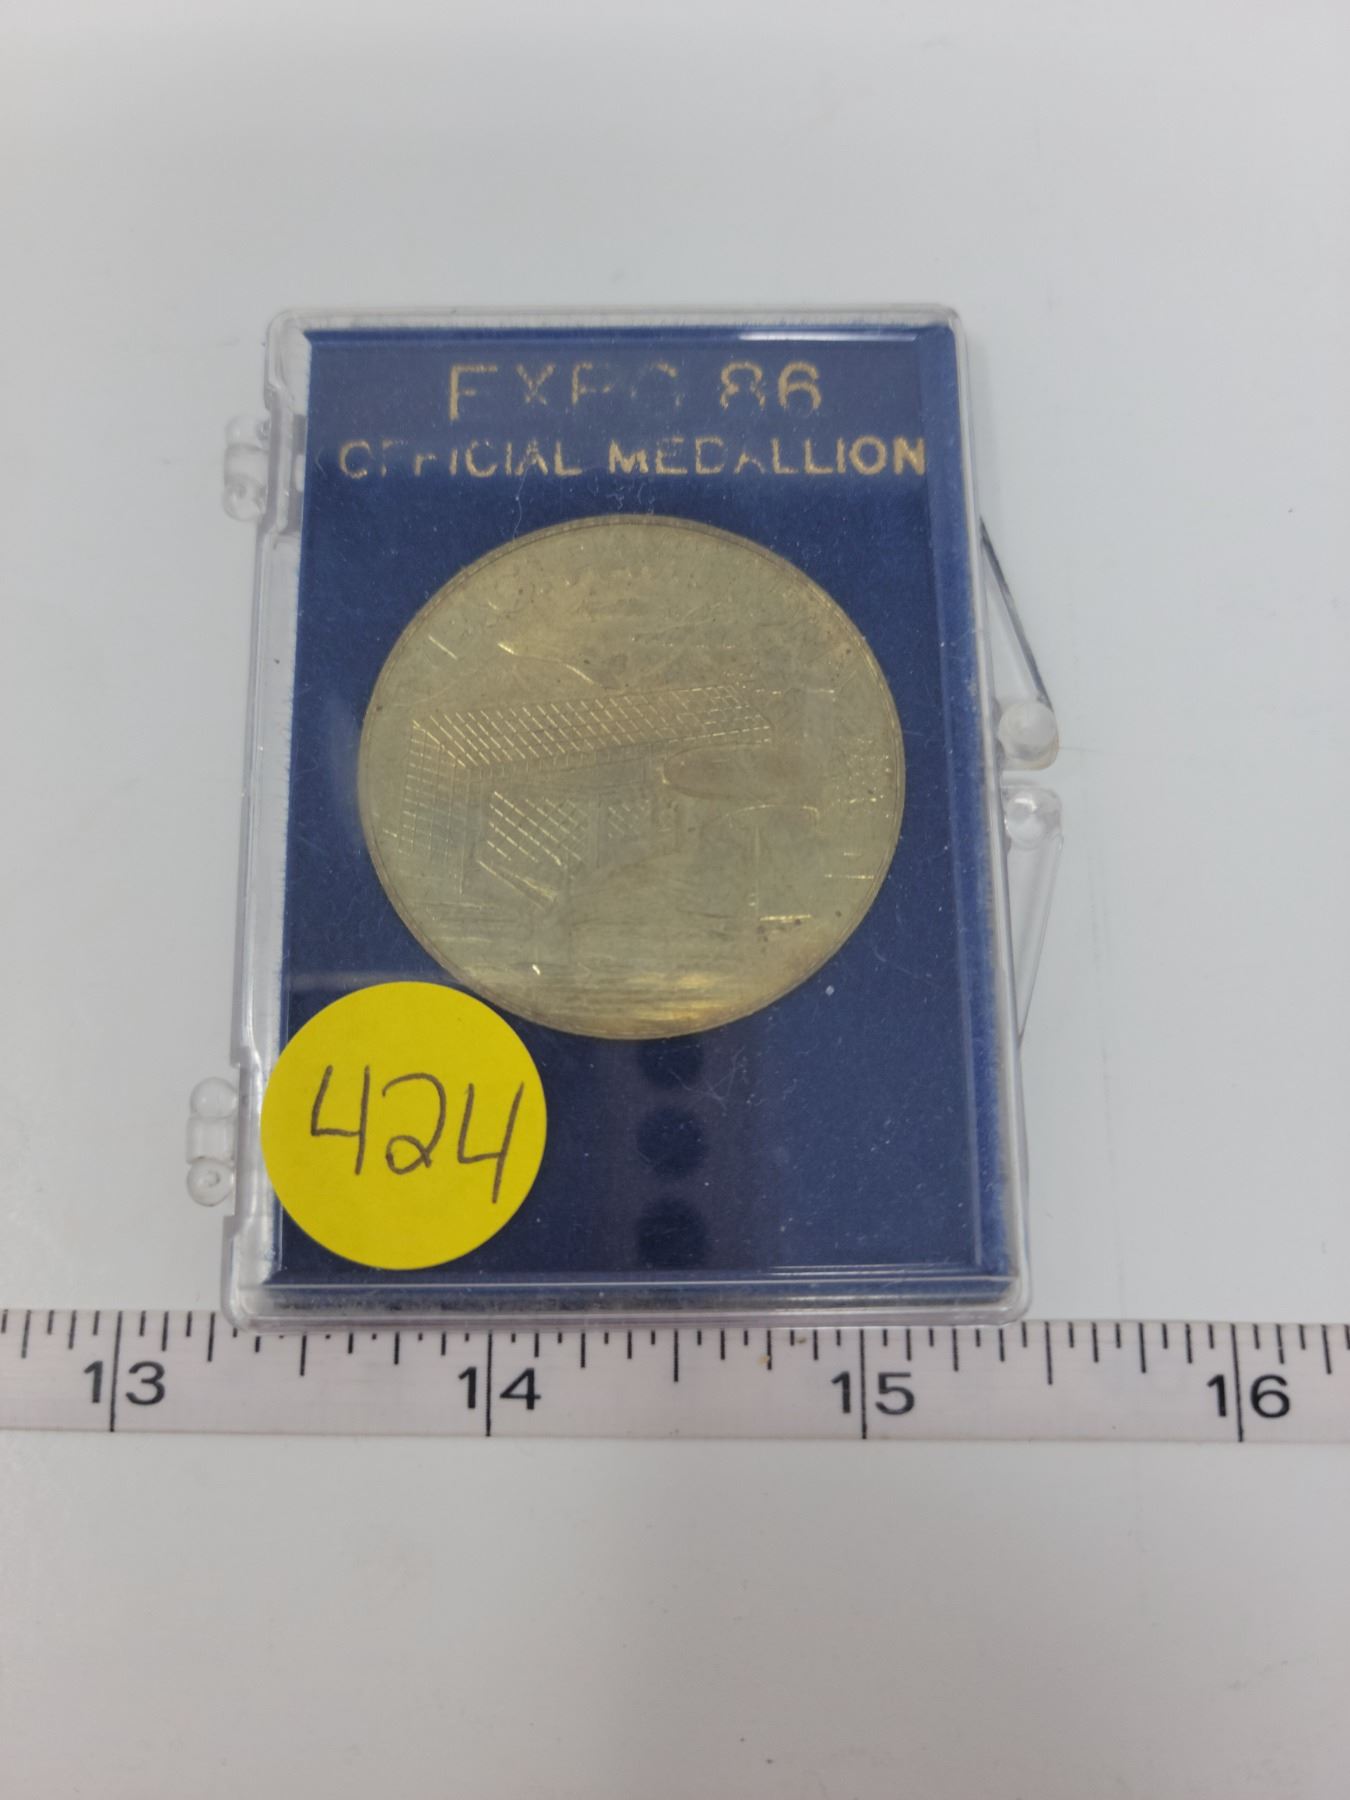 EXPO 86
OFFICIAL MEDALLION
424
13 14 15 16